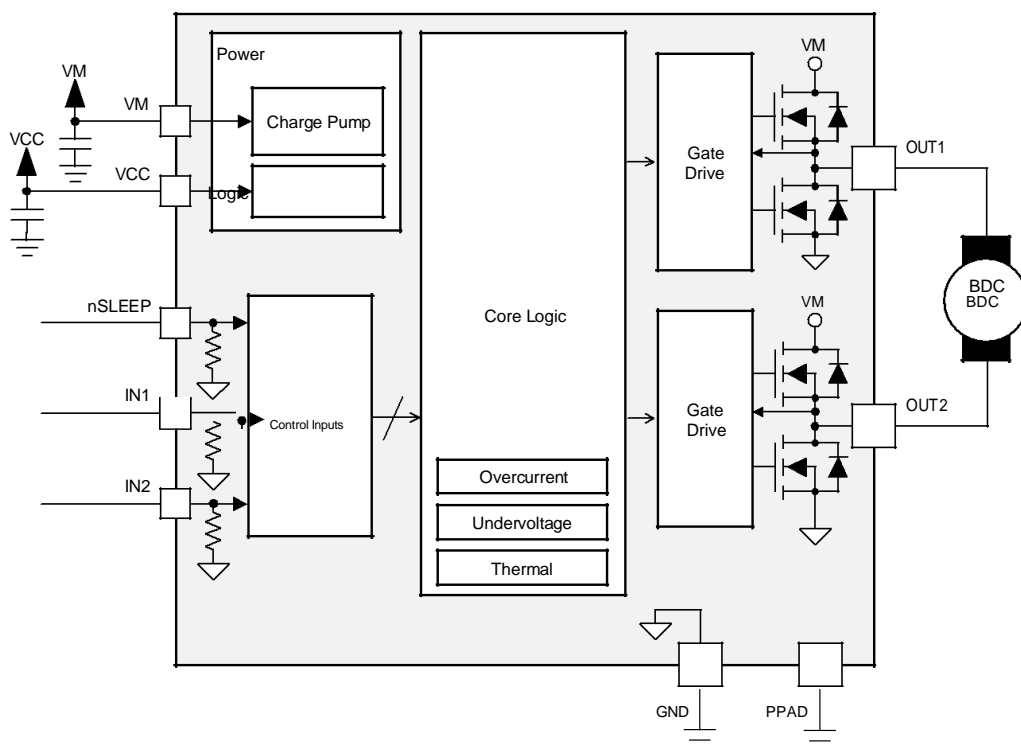 VM
Power
VM
VM
Charge Pump
VCC
OUT1
Gate
Drive
VCC
Logic
nSLEEP
BDC
BDC
VM
Core Logic
IN1
Control Inputs
Gate
Drive
OUT2
Overcurrent
IN2
Undervoltage
Thermal
GND
PPAD